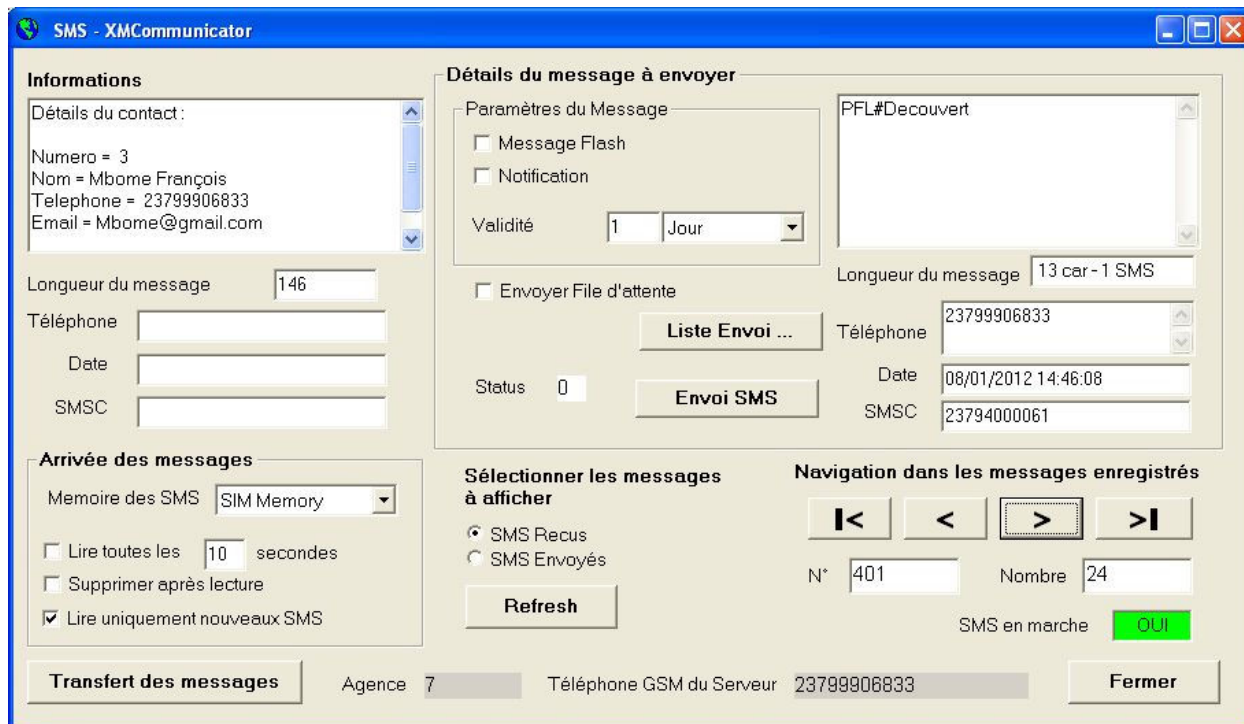 SMS - XMCommunicator
Informations
Détails du contact :
Numero = 3
Nom = Mbome François
Telephone = 23799906833
Email = Mbome@gmail.com
Longueur du message 146
Téléphone
Date
SMSC
Arrivée des messages
Memoire des SMS SIM Memory
Lire toutes les 10 secondes
Supprimer après lecture
Lire uniquement nouveaux SMS
Transfert des messages
Détails du message à envoyer
Paramètres du Message
Message Flash
Notification
Validité 1 Jour
Envoyer File d'attente
Liste Envoi ...
Status 0
Envoi SMS
PFL#Decouvert
Longueur du message 13 car - 1 SMS
Téléphone 23799906833
Date 08/01/2012 14:46:08
SMSC 23794000061
Sélectionner les messages
à afficher
SMS Recus
SMS Envoyés
Refresh
Navigation dans les messages enregistrés
|< < > >|
N° 401 Nombre 24
SMS en marche OUI
Agence 7 Téléphone GSM du Serveur 23799906833
Fermer